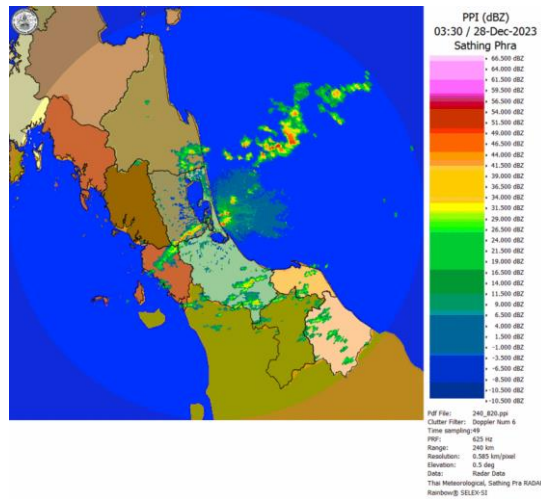 PPI (dBZ)
03:30 / 28-Dec-2023
Sathing Phra
66.500 dBZ
64.000 dBZ
61.500 dBZ
59.500 dBZ
56.500 dBZ
54.000 dBZ
51.500 dBZ
49.000 dBZ
46.500 dBZ
44.000 dBZ
41.500 dBZ
39.000 dBZ
36.500 dBZ
34.000 dBZ
31.500 dBZ
29.000 dBZ
26.500 dBZ
24.000 dBZ
21.500 dBZ
19.000 dBZ
16.500 dBZ
14.000 dBZ
11.500 dBZ
9.000 dBZ
6.500 dBZ
4.000 dBZ
1.500 dBZ
-1.000 dBZ
-3.500 dBZ
-6.500 dBZ
-8.500 dBZ
-10.500 dBZ
Pdf File: 240_820.ppi
Clutter Filter: Doppler Num 6
Time sampling:49
PRF: 625 Hz
Range: 240 km
Resolution: 0.585 km/pixel
Elevation: 0.5 deg
Data: Radar Data
Thai Meteorological, Sathing Pra RADAR
Rainbow® SELEX-SI